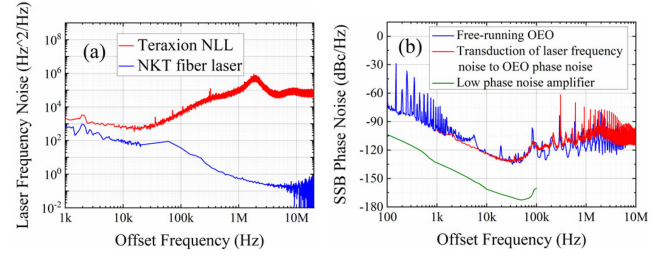 (a)
Teraxion NLL
NKT fiber laser
Laser Frequency Noise (Hz^2/Hz)
10^8
10^6
10^4
10^2
10^0
10^-2
1k 10k 100k 1M 10M
Offset Frequency (Hz)
(b)
Free-running OEO
Transduction of laser frequency
noise to OEO phase noise
Low phase noise amplifier
SSB Phase Noise (dBc/Hz)
0
-30
-60
-90
-120
-150
-180
100 1k 10k 100k 1M 10M
Offset Frequency (Hz)